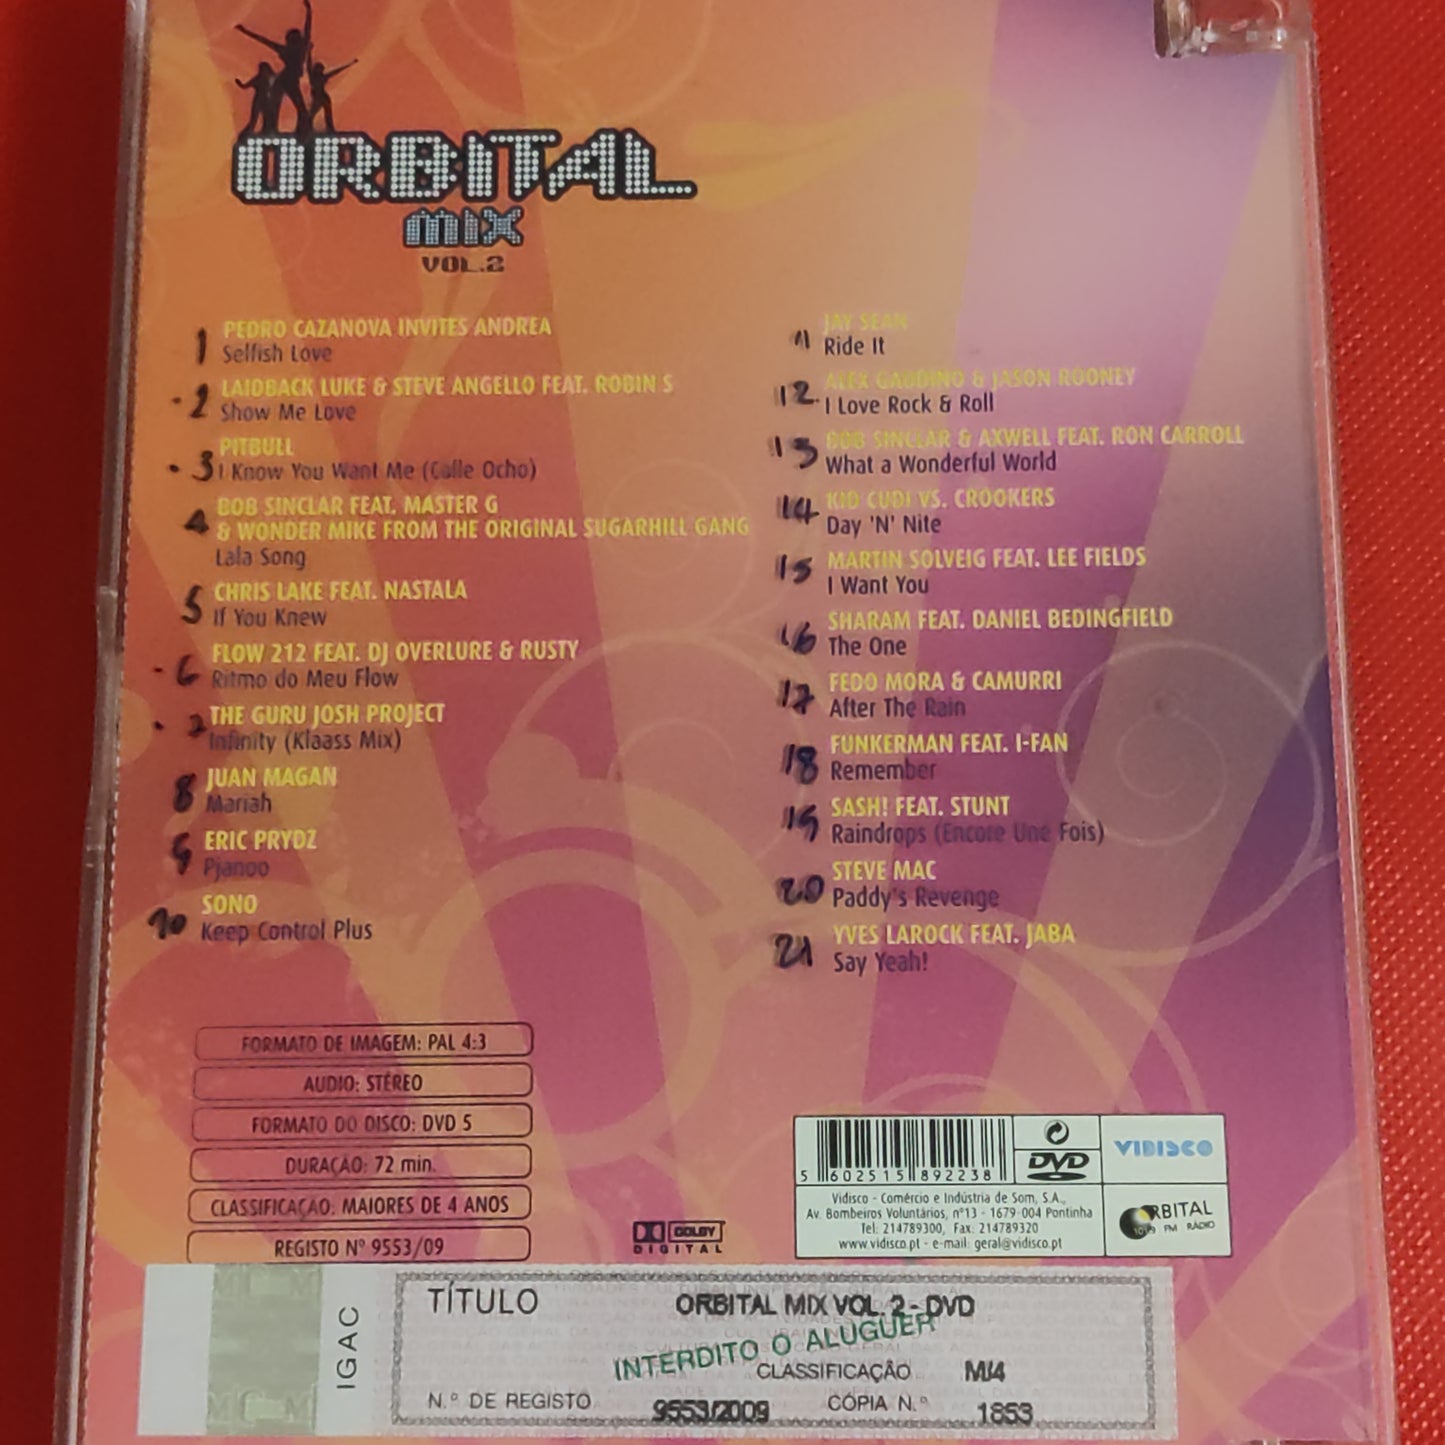 ORBITAL
mix
VOL.2
1 PEDRO CAZANOVA INVITES ANDREA
Selfish Love
2 LAIDBACK LUKE & STEVE ANGELLO FEAT. ROBIN S
Show Me Love
3 PITBULL
I Know You Want Me (Calle Ocho)
4 BOB SINCLAR FEAT. MASTER G
& WONDER MIKE FROM THE ORIGINAL SUGARHILL GANG
Lala Song
5 CHRIS LAKE FEAT. NASTALA
If You Knew
6 FLOW 212 FEAT. DJ OVERLURE & RUSTY
Ritmo do Meu Flow
7 THE GURU JOSH PROJECT
Infinity (Klaass Mix)
8 JUAN MAGAN
Mariah
9 ERIC PRYDZ
Pjanoo
10 SONO
Keep Control Plus
11 JAY SEAN
Ride It
12 ALEX GAUDINO & JASON ROONEY
I Love Rock & Roll
13 BOB SINCLAR & AXWELL FEAT. RON CARROLL
What a Wonderful World
14 KID CUDI VS. CROOKERS
Day 'N' Nite
15 MARTIN SOLVEIG FEAT. LEE FIELDS
I Want You
16 SHARAM FEAT. DANIEL BEDINGFIELD
The One
17 FEDO MORA & CAMURRI
After The Rain
18 FUNKERMAN FEAT. I-FAN
Remember
19 SASH! FEAT. STUNT
Raindrops (Encore Une Fois)
20 STEVE MAC
Paddy's Revenge
21 YVES LAROCK FEAT. JABA
Say Yeah!
FORMATO DE IMAGEM: PAL 4:3
AUDIO: STÉREO
FORMATO DO DISCO: DVD 5
DURAÇÃO: 72 min.
CLASSIFICAÇÃO: MAIORES DE 4 ANOS
REGISTO Nº 9553/09
DOLBY
DIGITAL
5 602515 892238
DVD
VIDISCO
Vidisco - Comércio e Indústria de Som, S.A.,
Av. Bombeiros Voluntários, nº13 - 1679-004 Pontinha
Tel: 214789300, Fax: 214789320
www.vidisco.pt - e-mail: geral@vidisco.pt
ORBITAL
101.9 FM RÁDIO
IGAC
TÍTULO ORBITAL MIX VOL. 2 - DVD
INTERDITO O ALUGUER
CLASSIFICAÇÃO M/4
N.º DE REGISTO 9553/2009 CÓPIA N.º 1853